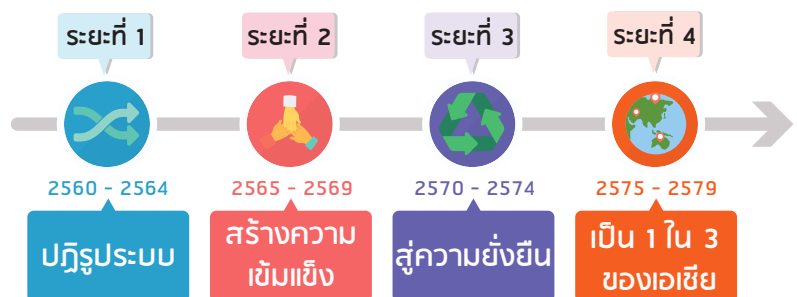 ระยะที่ 1
ระยะที่ 2
ระยะที่ 3
ระยะที่ 4
2560 - 2564
2565 - 2569
2570 - 2574
2575 - 2579
ปฏิรูประบบ
สร้างความ
เข้มแข็ง
สู่ความยั่งยืน
เป็น 1 ใน 3
ของเอเชีย